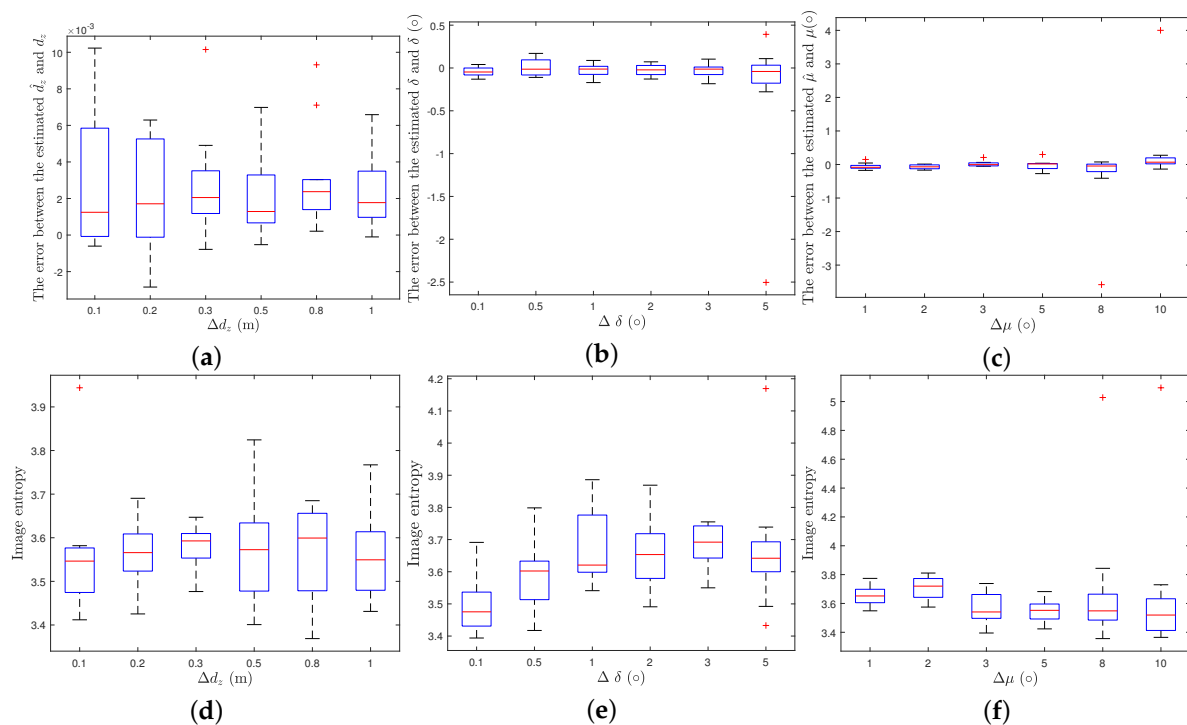 ×10⁻³
10
8
6
4
2
0
-2
0.1 0.2 0.3 0.5 0.8 1
Δd_z (m)
The error between the estimated d̂_z and d_z
(a)
0.5
0
-0.5
-1
-1.5
-2
-2.5
0.1 0.5 1 2 3 5
Δ δ (○)
The error between the estimated δ and δ (○)
(b)
4
3
2
1
0
-1
-2
-3
1 2 3 5 8 10
Δμ (○)
The error between the estimated μ̂ and μ(○)
(c)
3.9
3.8
3.7
3.6
3.5
3.4
0.1 0.2 0.3 0.5 0.8 1
Δd_z (m)
Image entropy
(d)
4.2
4.1
4
3.9
3.8
3.7
3.6
3.5
3.4
0.1 0.5 1 2 3 5
Δ δ (○)
Image entropy
(e)
5
4.8
4.6
4.4
4.2
4
3.8
3.6
3.4
1 2 3 5 8 10
Δμ (○)
Image entropy
(f)